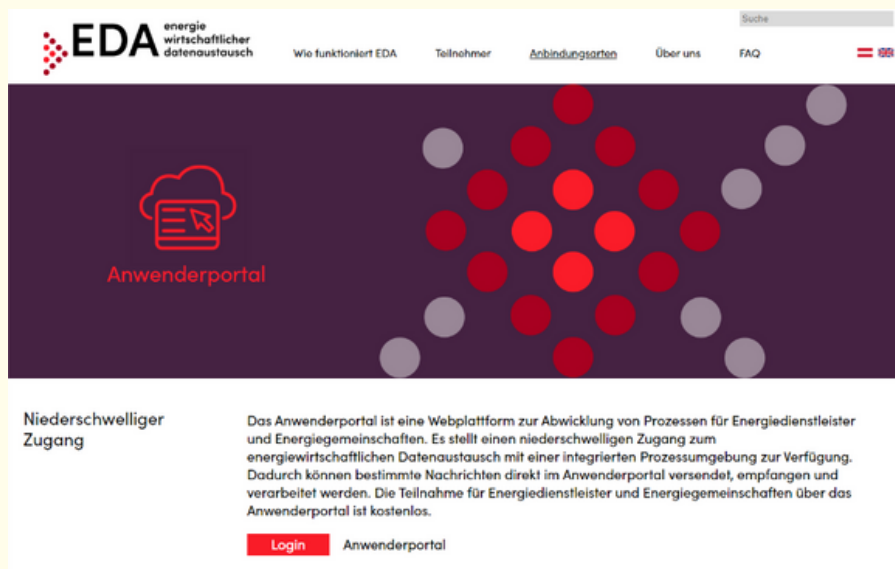 Suche
EDA
energie
wirtschaftlicher
datenaustausch
Wie funktioniert EDA Teilnehmer Anbindungsarten Über uns FAQ
Anwenderportal
Niederschwelliger
Zugang
Das Anwenderportal ist eine Webplattform zur Abwicklung von Prozessen für Energiedienstleister
und Energiegemeinschaften. Es stellt einen niederschwelligen Zugang zum
energiewirtschaftlichen Datenaustausch mit einer integrierten Prozessumgebung zur Verfügung.
Dadurch können bestimmte Nachrichten direkt im Anwenderportal versendet, empfangen und
verarbeitet werden. Die Teilnahme für Energiedienstleister und Energiegemeinschaften über das
Anwenderportal ist kostenlos.
Login Anwenderportal